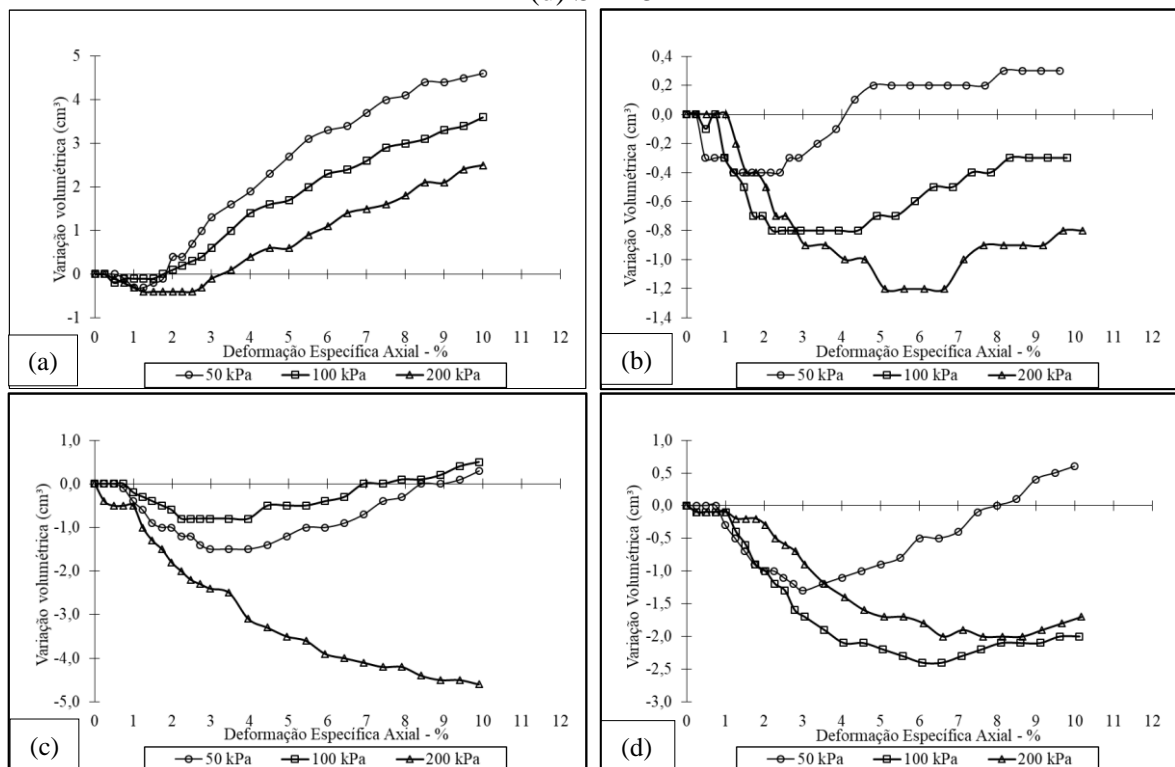 Variação volumétrica (cm³)
5
4
3
2
1
0
-1
0 1 2 3 4 5 6 7 8 9 10 11 12
Deformação Específica Axial - %
(a)
50 kPa 100 kPa 200 kPa
Variação Volumétrica (cm³)
0,4
0,2
0,0
-0,2
-0,4
-0,6
-0,8
-1,0
-1,2
-1,4
0 1 2 3 4 5 6 7 8 9 10 11 12
Deformação Específica Axial - %
(b)
50 kPa 100 kPa 200 kPa
Variação volumétrica (cm³)
1,0
0,0
-1,0
-2,0
-3,0
-4,0
-5,0
0 1 2 3 4 5 6 7 8 9 10 11 12
Deformação Específica Axial - %
(c)
50 kPa 100 kPa 200 kPa
Variação Volumétrica (cm³)
1,0
0,5
0,0
-0,5
-1,0
-1,5
-2,0
-2,5
-3,0
0 1 2 3 4 5 6 7 8 9 10 11 12
Deformação Específica Axial - %
(d)
50 kPa 100 kPa 200 kPa